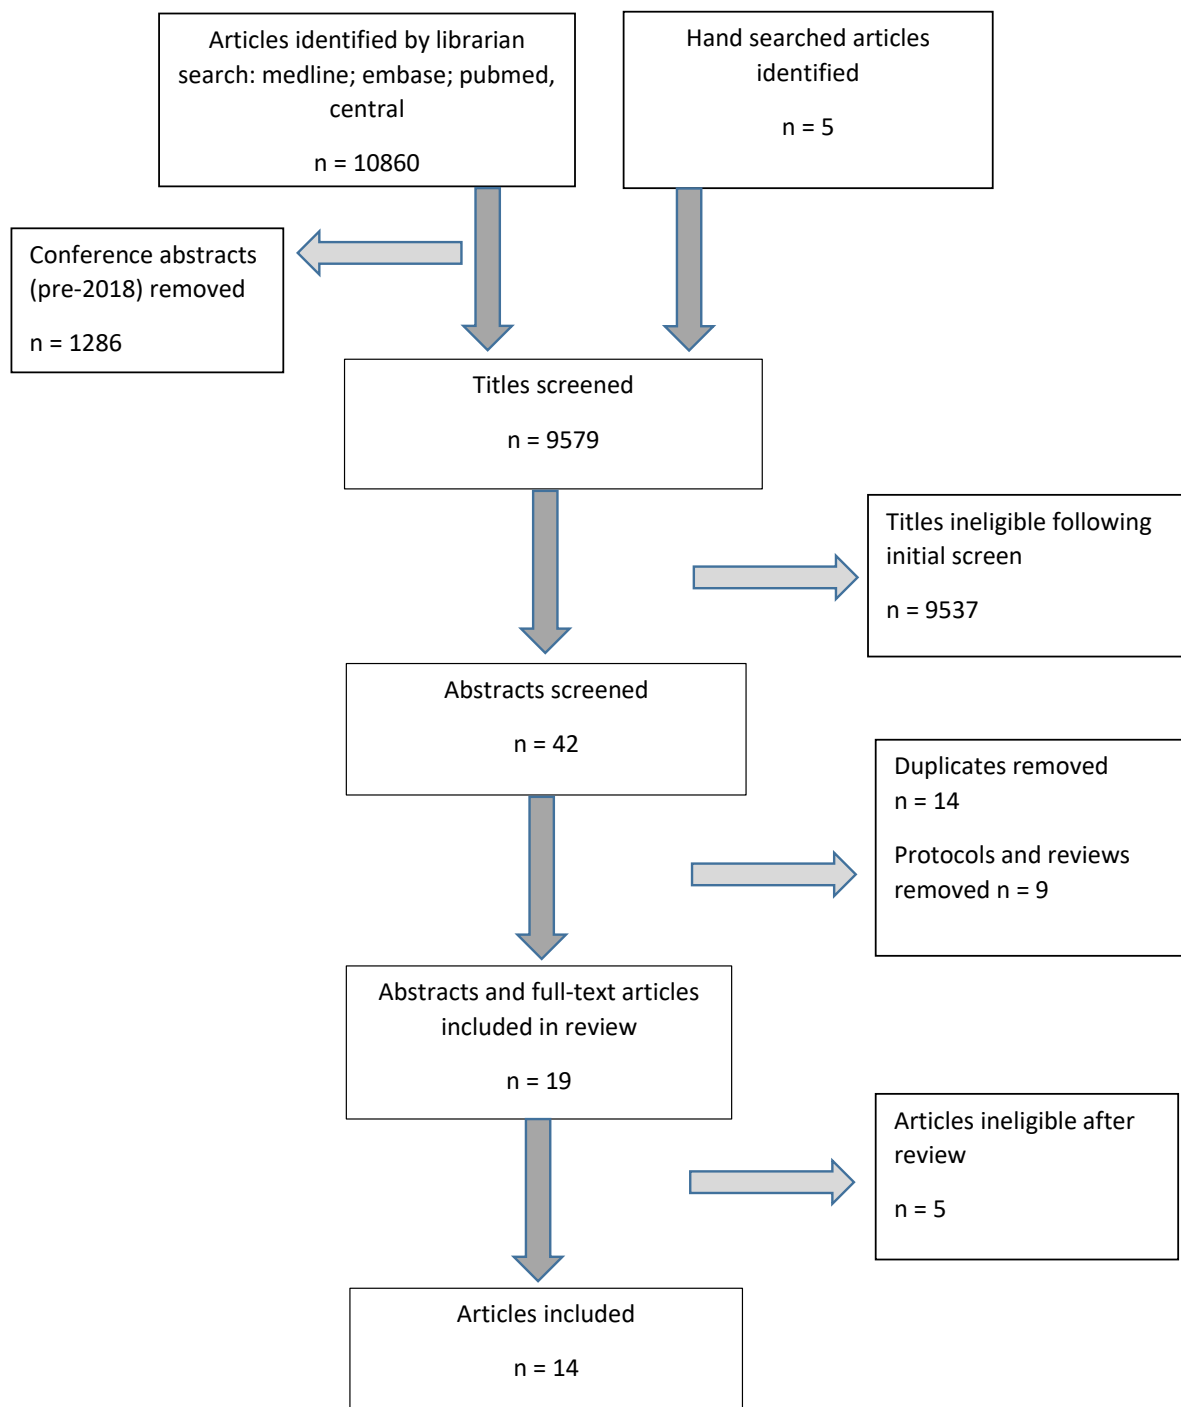 Articles identified by librarian
search: medline; embase; pubmed,
central
n = 10860
Hand searched articles
identified
n = 5
Conference abstracts
(pre-2018) removed
n = 1286
Titles screened
n = 9579
Titles ineligible following
initial screen
n = 9537
Abstracts screened
n = 42
Duplicates removed
n = 14
Protocols and reviews
removed n = 9
Abstracts and full-text articles
included in review
n = 19
Articles ineligible after
review
n = 5
Articles included
n = 14